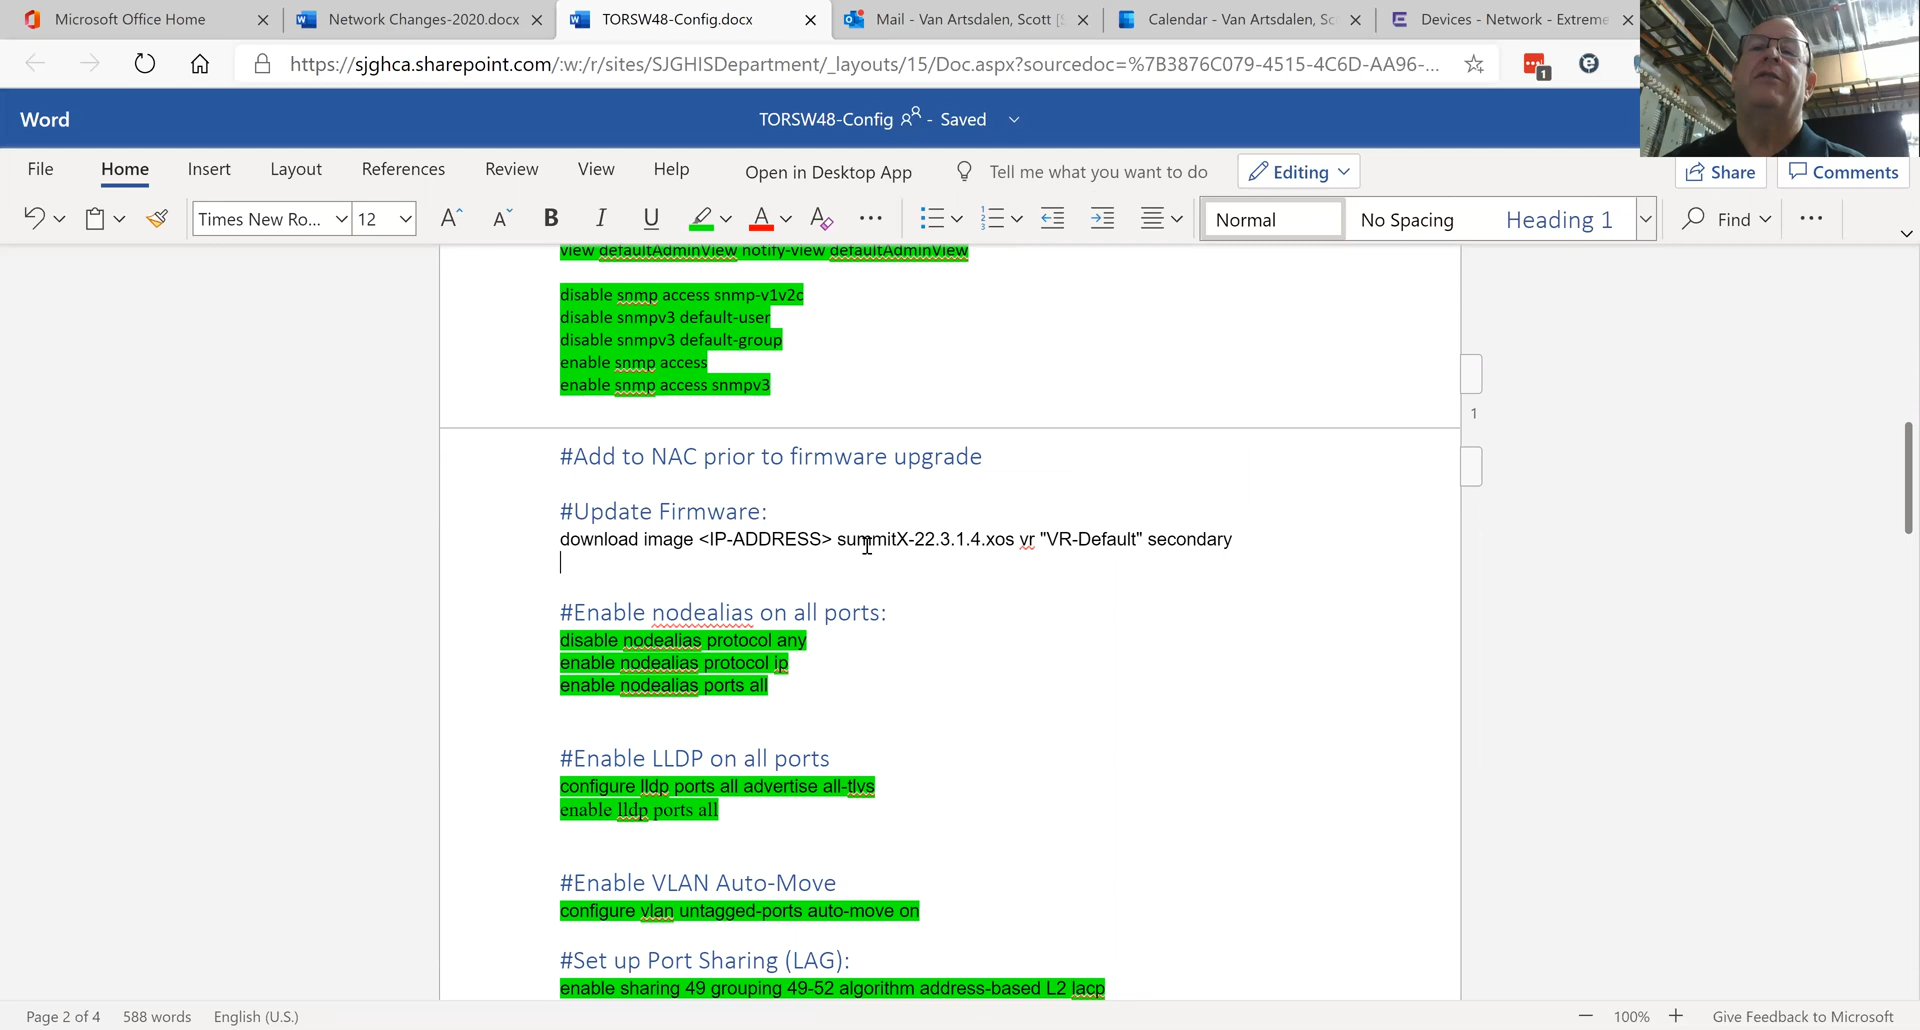 Microsoft Office Home
Network Changes-2020.docx
TORSW48-Config.docx
Mail - Van Artsdalen, Scott [S
Calendar - Van Artsdalen, Sc
Devices - Network - Extreme
https://sjghca.sharepoint.com/:w:/r/sites/SJGHISDepartment/_layouts/15/Doc.aspx?sourcedoc=%7B3876C079-4515-4C6D-AA96-...
1
Word
TORSW48-Config - Saved
File Home Insert Layout References Review View Help Open in Desktop App Tell me what you want to do Editing Share Comments
Times New Ro... 12 A A B I U A A Normal No Spacing Heading 1 Find
view defaultAdminView notify-view defaultAdminView
disable snmp access snmp-v1v2c
disable snmpv3 default-user
disable snmpv3 default-group
enable snmp access
enable snmp access snmpv3
1
#Add to NAC prior to firmware upgrade
#Update Firmware:
download image <IP-ADDRESS> summitX-22.3.1.4.xos vr "VR-Default" secondary
#Enable nodealias on all ports:
disable nodealias protocol any
enable nodealias protocol ip
enable nodealias ports all
#Enable LLDP on all ports
configure lldp ports all advertise all-tlvs
enable lldp ports all
#Enable VLAN Auto-Move
configure vlan untagged-ports auto-move on
#Set up Port Sharing (LAG):
enable sharing 49 grouping 49-52 algorithm address-based L2 lacp
Page 2 of 4 588 words English (U.S.) 100% Give Feedback to Microsoft